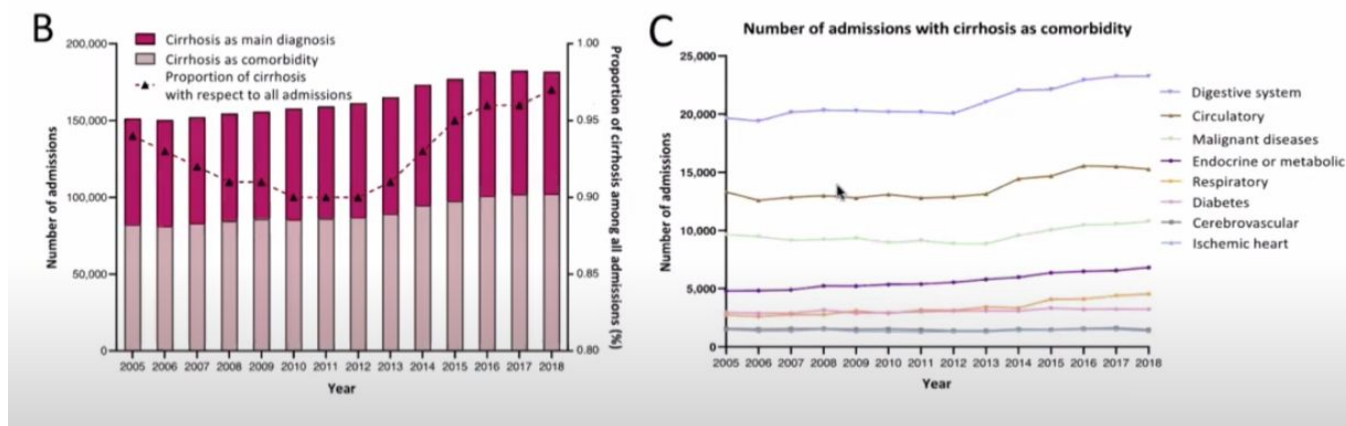 B
Cirrhosis as main diagnosis
Cirrhosis as comorbidity
Proportion of cirrhosis
with respect to all admissions
200,000
150,000
100,000
50,000
0
Number of admissions
1.00
0.95
0.90
0.85
0.80
Proportion of cirrhosis among all admissions (%)
2005 2006 2007 2008 2009 2010 2011 2012 2013 2014 2015 2016 2017 2018
Year
C
Number of admissions with cirrhosis as comorbidity
25,000
20,000
15,000
10,000
5,000
0
Number of admissions
2005 2006 2007 2008 2009 2010 2011 2012 2013 2014 2015 2016 2017 2018
Year
Digestive system
Circulatory
Malignant diseases
Endocrine or metabolic
Respiratory
Diabetes
Cerebrovascular
Ischemic heart